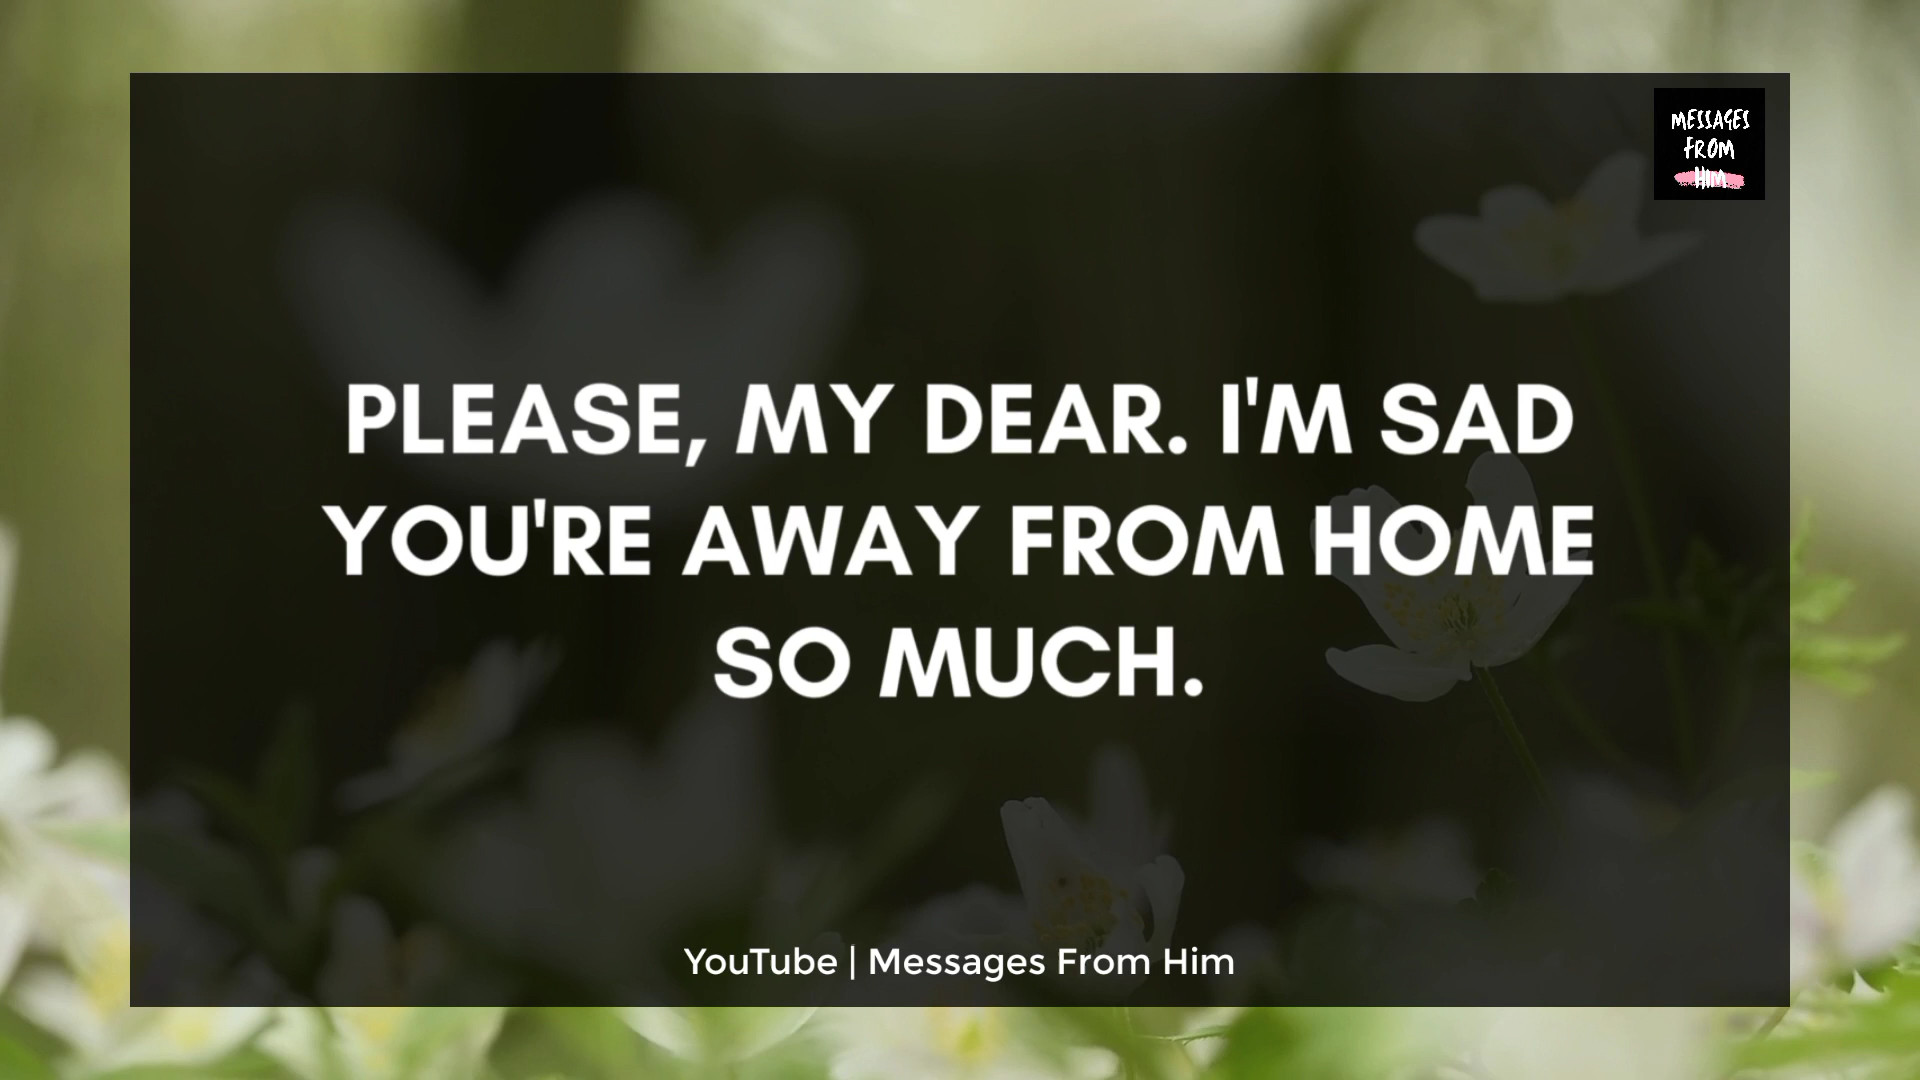 MESSAGES
FROM
HIM
PLEASE, MY DEAR. I'M SAD
YOU'RE AWAY FROM HOME
SO MUCH.
YouTube | Messages From Him